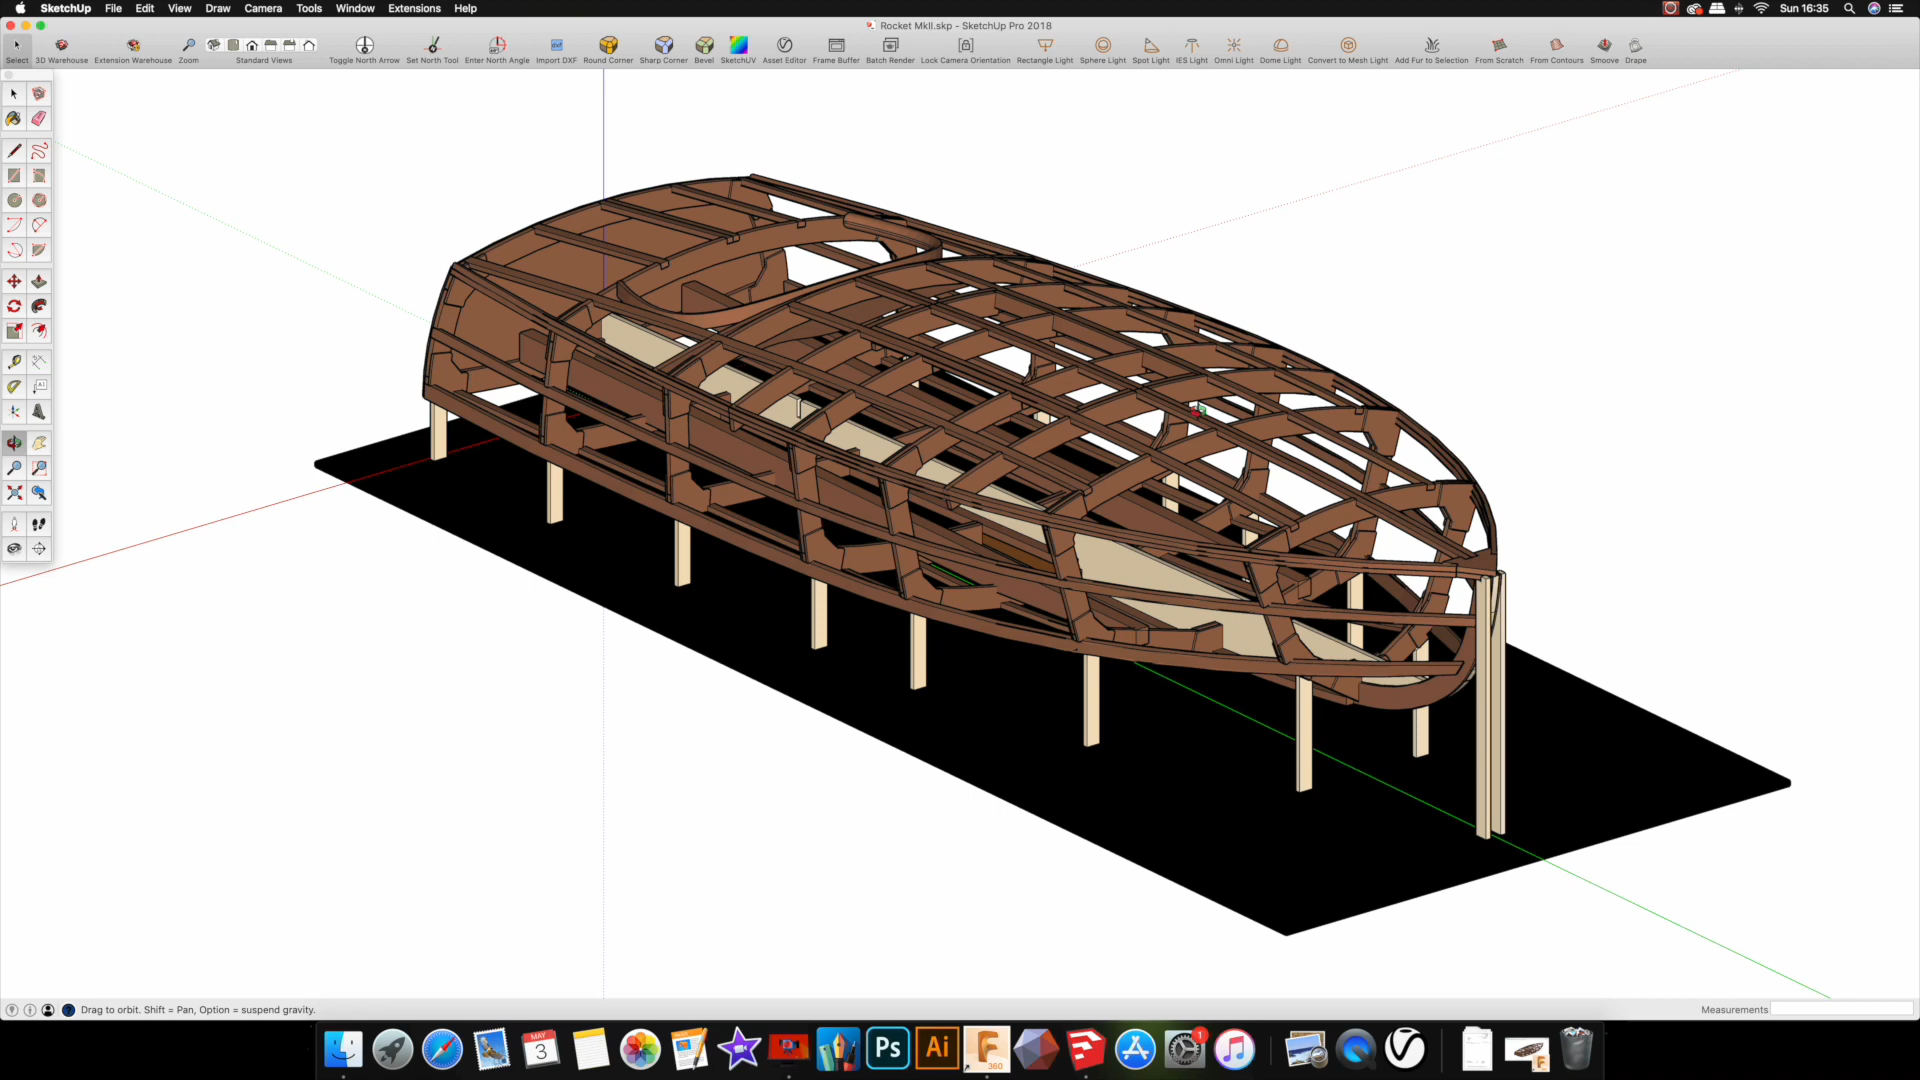 SketchUp File Edit View Draw Camera Tools Window Extensions Help
Sun 16:35
Rocket MkII.skp - SketchUp Pro 2018
Select 3D Warehouse Extension Warehouse Zoom Standard Views Toggle North Arrow Set North Tool Enter North Angle Import DXF Round Corner Sharp Corner Bevel SketchUV Asset Editor Frame Buffer Batch Render Lock Camera Orientation Rectangle Light Sphere Light Spot Light IES Light Omni Light Dome Light Convert to Mesh Light Add Fur to Selection From Scratch From Contours Smoove Drape
Drag to orbit. Shift = Pan, Option = suspend gravity.
Measurements
MAY
3
Ps
Ai
F
360
1